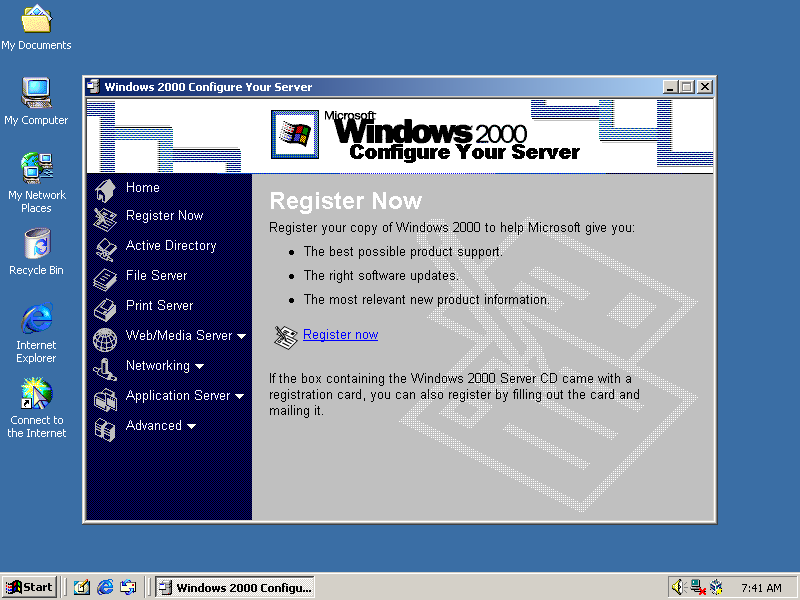 My Documents
My Computer
My Network
Places
Recycle Bin
Internet
Explorer
Connect to
the Internet
Windows 2000 Configure Your Server
Microsoft
Windows 2000
Configure Your Server
Home
Register Now
Active Directory
File Server
Print Server
Web/Media Server
Networking
Application Server
Advanced
Register Now
Register your copy of Windows 2000 to help Microsoft give you:
• The best possible product support.
• The right software updates.
• The most relevant new product information.
Register now
If the box containing the Windows 2000 Server CD came with a
registration card, you can also register by filling out the card and
mailing it.
Start
Windows 2000 Configu...
7:41 AM